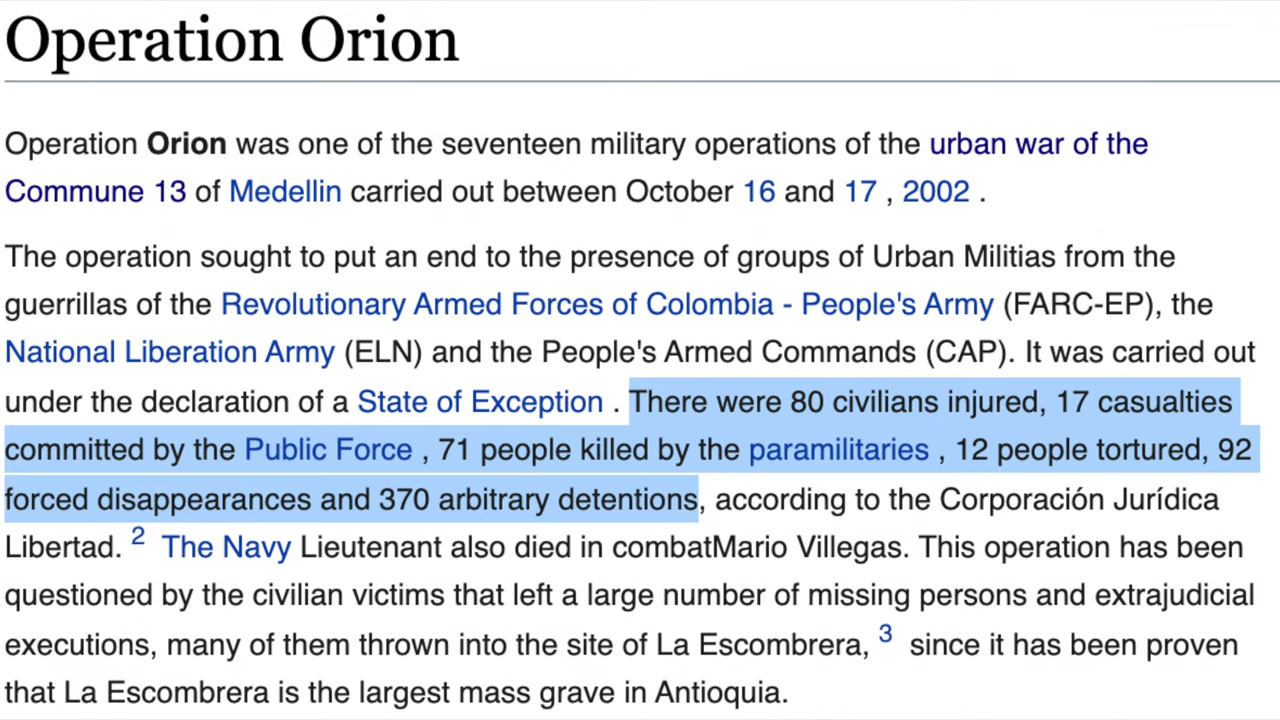 Operation Orion
Operation Orion was one of the seventeen military operations of the urban war of the
Commune 13 of Medellin carried out between October 16 and 17 , 2002 .
The operation sought to put an end to the presence of groups of Urban Militias from the
guerrillas of the Revolutionary Armed Forces of Colombia - People's Army (FARC-EP), the
National Liberation Army (ELN) and the People's Armed Commands (CAP). It was carried out
under the declaration of a State of Exception . There were 80 civilians injured, 17 casualties
committed by the Public Force , 71 people killed by the paramilitaries , 12 people tortured, 92
forced disappearances and 370 arbitrary detentions, according to the Corporación Jurídica
Libertad. 2 The Navy Lieutenant also died in combatMario Villegas. This operation has been
questioned by the civilian victims that left a large number of missing persons and extrajudicial
executions, many of them thrown into the site of La Escombrera, 3 since it has been proven
that La Escombrera is the largest mass grave in Antioquia.